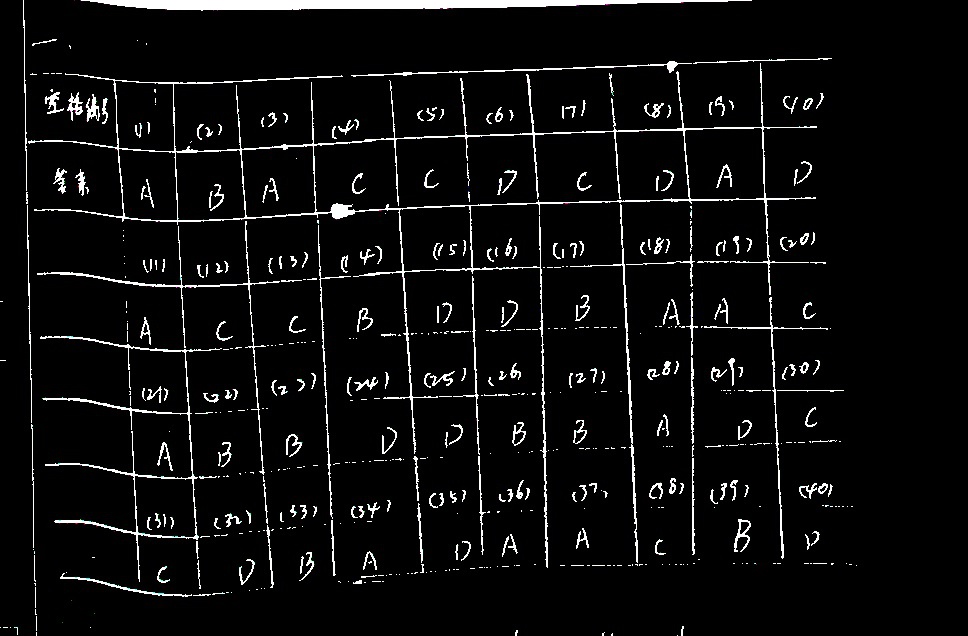 一、
空格编号 (1) (2) (3) (4) (5) (6) (7) (8) (9) (10)
答案 A B A C C D C D A D
(11) (12) (13) (14) (15) (16) (17) (18) (19) (20)
A C C B D D B A A C
(21) (22) (23) (24) (25) (26) (27) (28) (29) (30)
A B B D D B B A D C
(31) (32) (33) (34) (35) (36) (37) (38) (39) (40)
C D B A D A A C B D